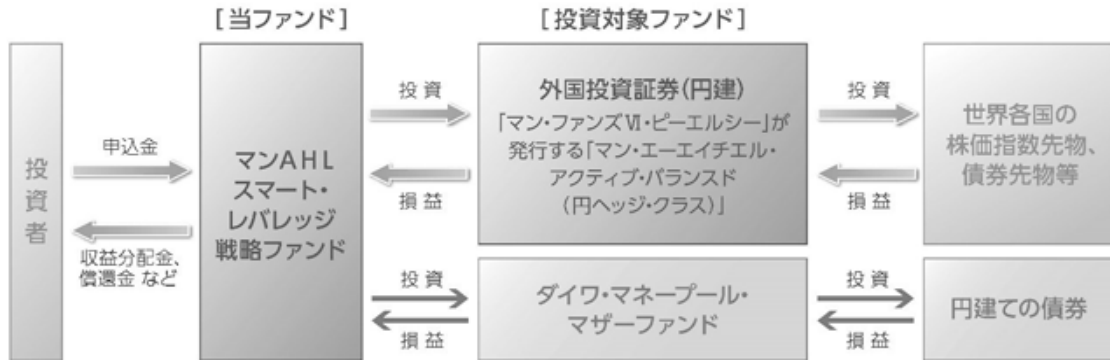 [当ファンド]
[投資対象ファンド]
投資者
申込金
収益分配金、
償還金 など
マンAHL
スマート・
レバレッジ
戦略ファンド
投 資
損 益
外国投資証券(円建)
「マン・ファンズⅥ・ピーエルシー」が
発行する「マン・エーエイチエル・
アクティブ・バランスド
(円ヘッジ・クラス)」
投 資
損 益
世界各国の
株価指数先物、
債券先物等
投 資
損 益
ダイワ・マネープール・
マザーファンド
投 資
損 益
円建ての債券